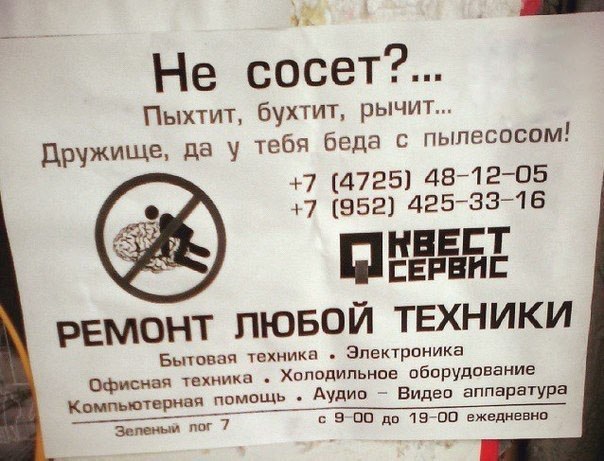 Не сосет?...
Пыхтит, бухтит, рычит...
Дружище, да у тебя беда с пылесосом!
+7 (4725) 48-12-05
+7 (952) 425-33-16
КВЕСТ
СЕРВИС
РЕМОНТ ЛЮБОЙ ТЕХНИКИ
Бытовая техника . Электроника
Офисная техника . Холодильное оборудование
Компьютерная помощь . Аудио - Видео аппаратура
Зеленый лог 7 с 9-00 до 19-00 ежедневно